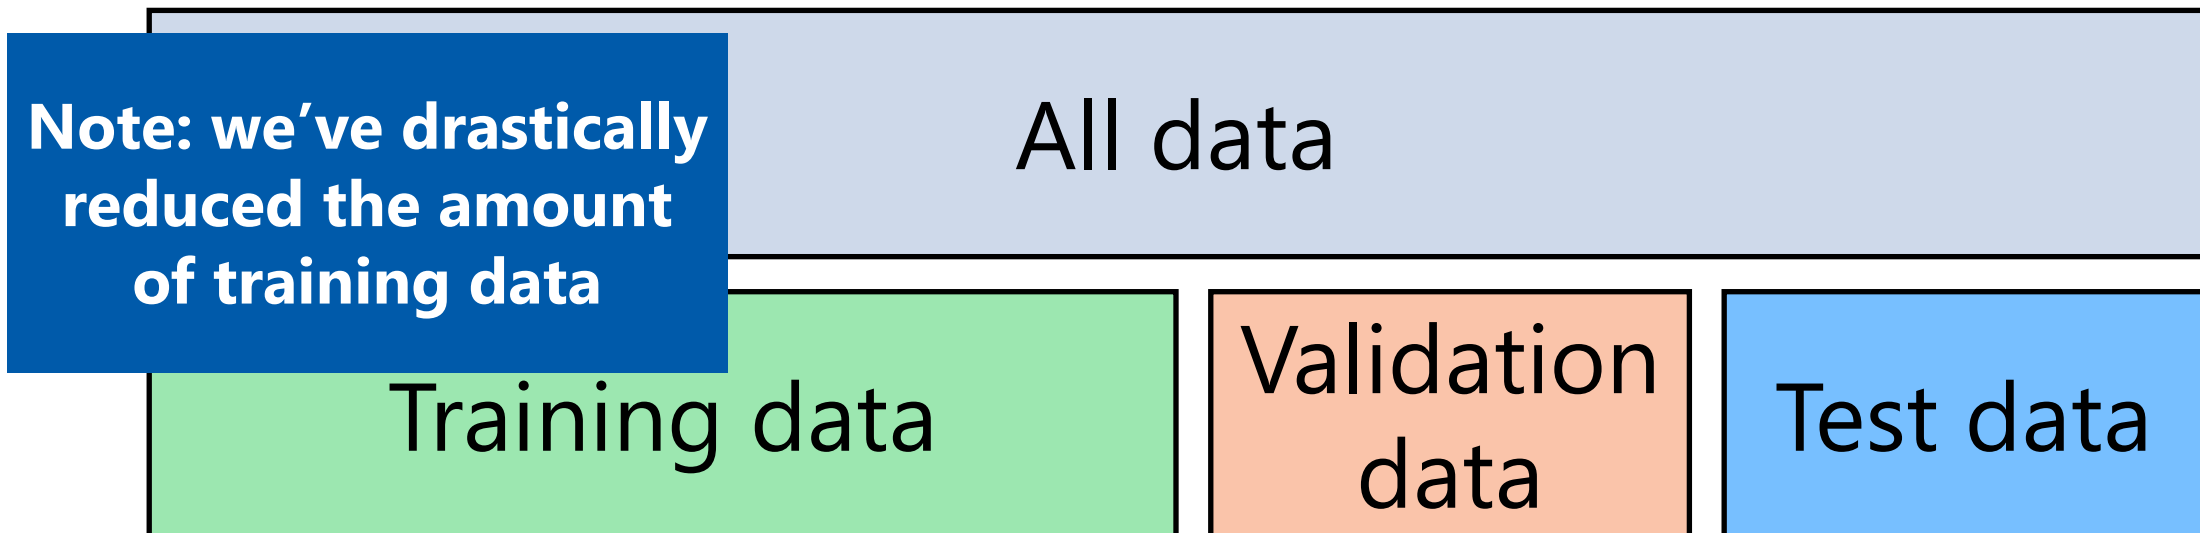 Note: we’ve drastically
reduced the amount
of training data
All data
Training data
Validation
data
Test data